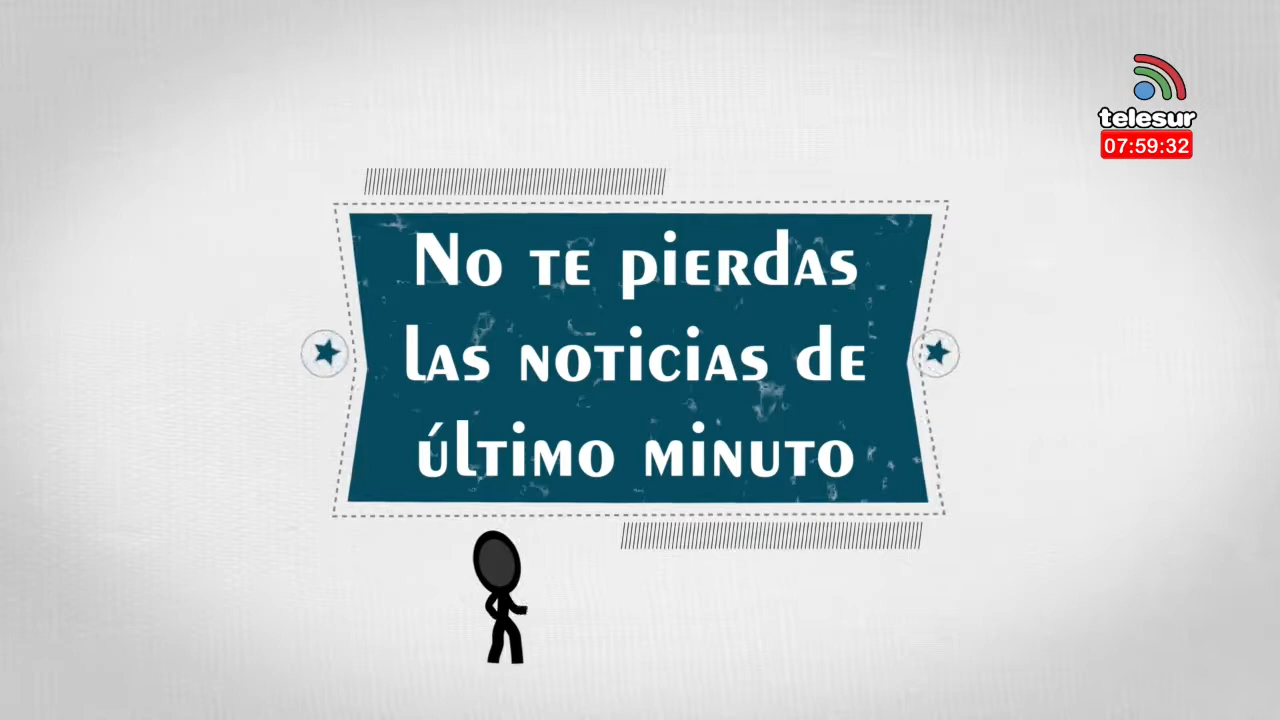 telesur
07:59:32
No te pierdas
las noticias de
último minuto